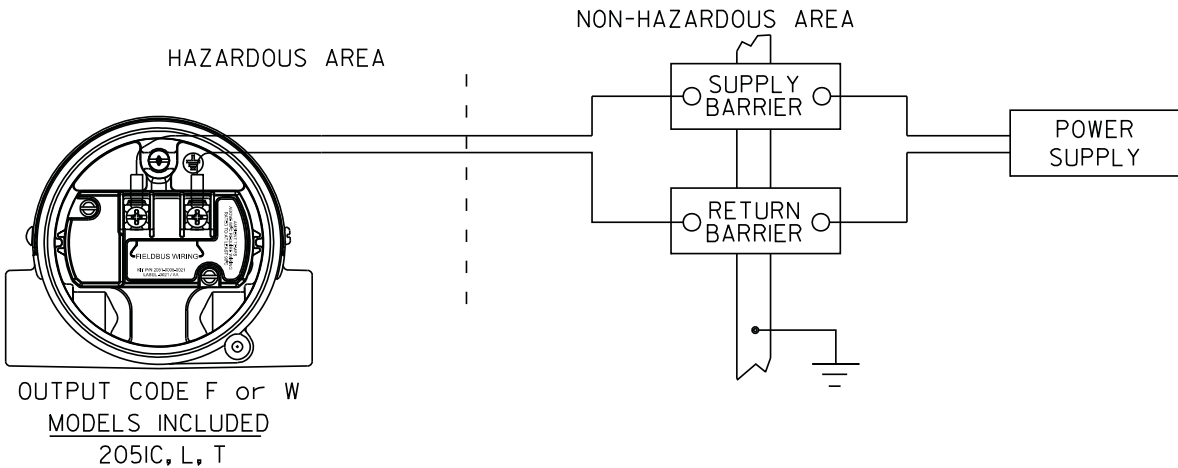 NON-HAZARDOUS AREA
HAZARDOUS AREA
SUPPLY
BARRIER
POWER
SUPPLY
RETURN
BARRIER
FIELDBUS WIRING
OUTPUT CODE F or W
MODELS INCLUDED
2051C, L, T